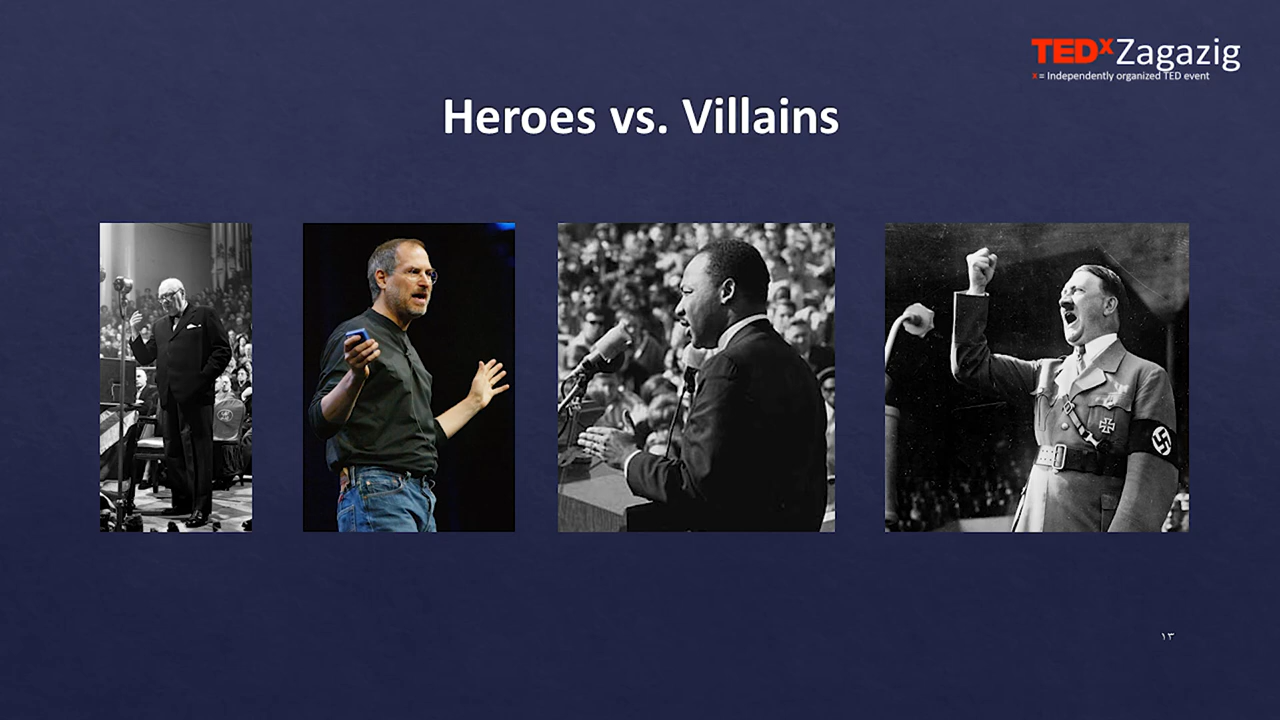 TEDxZagazig
x = Independently organized TED event
Heroes vs. Villains
١٣